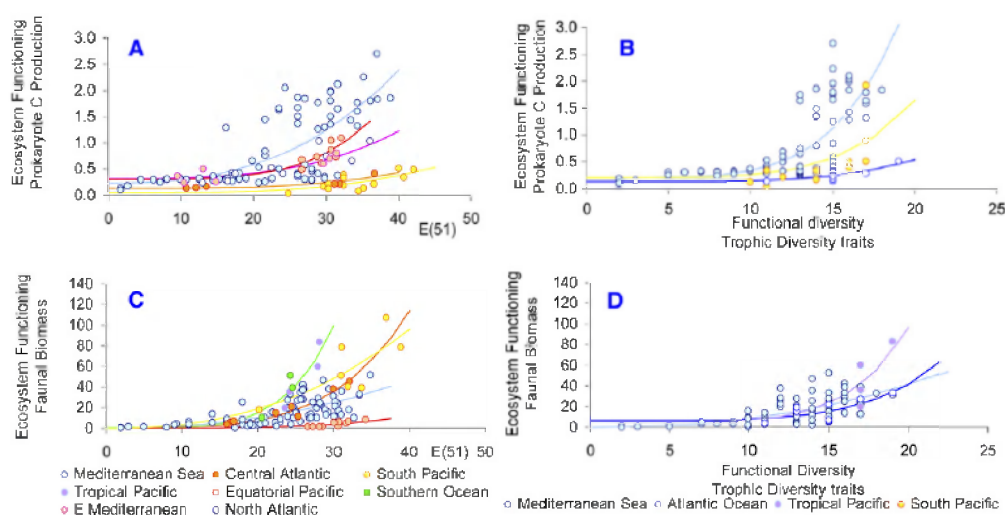 A
Ecosystem Functioning
Prokaryote C Production
3.0
2.5
2.0
1.5
1.0
0.5
0.0
0 10 20 30 40 50
E(51)
B
Ecosystem Functioning
Prokaryote C Production
3.0
2.5
2.0
1.5
1.0
0.5
0.0
0 5 10 15 20 25
Functional diversity
Trophic Diversity traits
C
Ecosystem Functioning
Faunal Biomass
140
120
100
80
60
40
20
0
0 10 20 30 40 50
E(51)
Mediterranean Sea Central Atlantic South Pacific
Tropical Pacific Equatorial Pacific Southern Ocean
E Mediterranean North Atlantic
D
Ecosystem Functioning
Faunal Biomass
140
120
100
80
60
40
20
0
0 5 10 15 20 25
Functional Diversity
Trophic Diversity traits
Mediterranean Sea Atlantic Ocean Tropical Pacific South Pacific